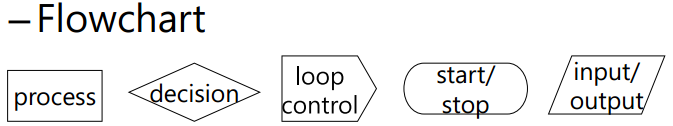 –Flowchart
process
decision
loop
control
start/
stop
input/
output